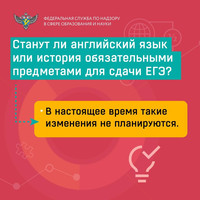 ФЕДЕРАЛЬНАЯ СЛУЖБА ПО НАДЗОРУ
В СФЕРЕ ОБРАЗОВАНИЯ И НАУКИ
Станут ли английский язык
или история обязательными
предметами для сдачи ЕГЭ?
В настоящее время такие
изменения не планируются.